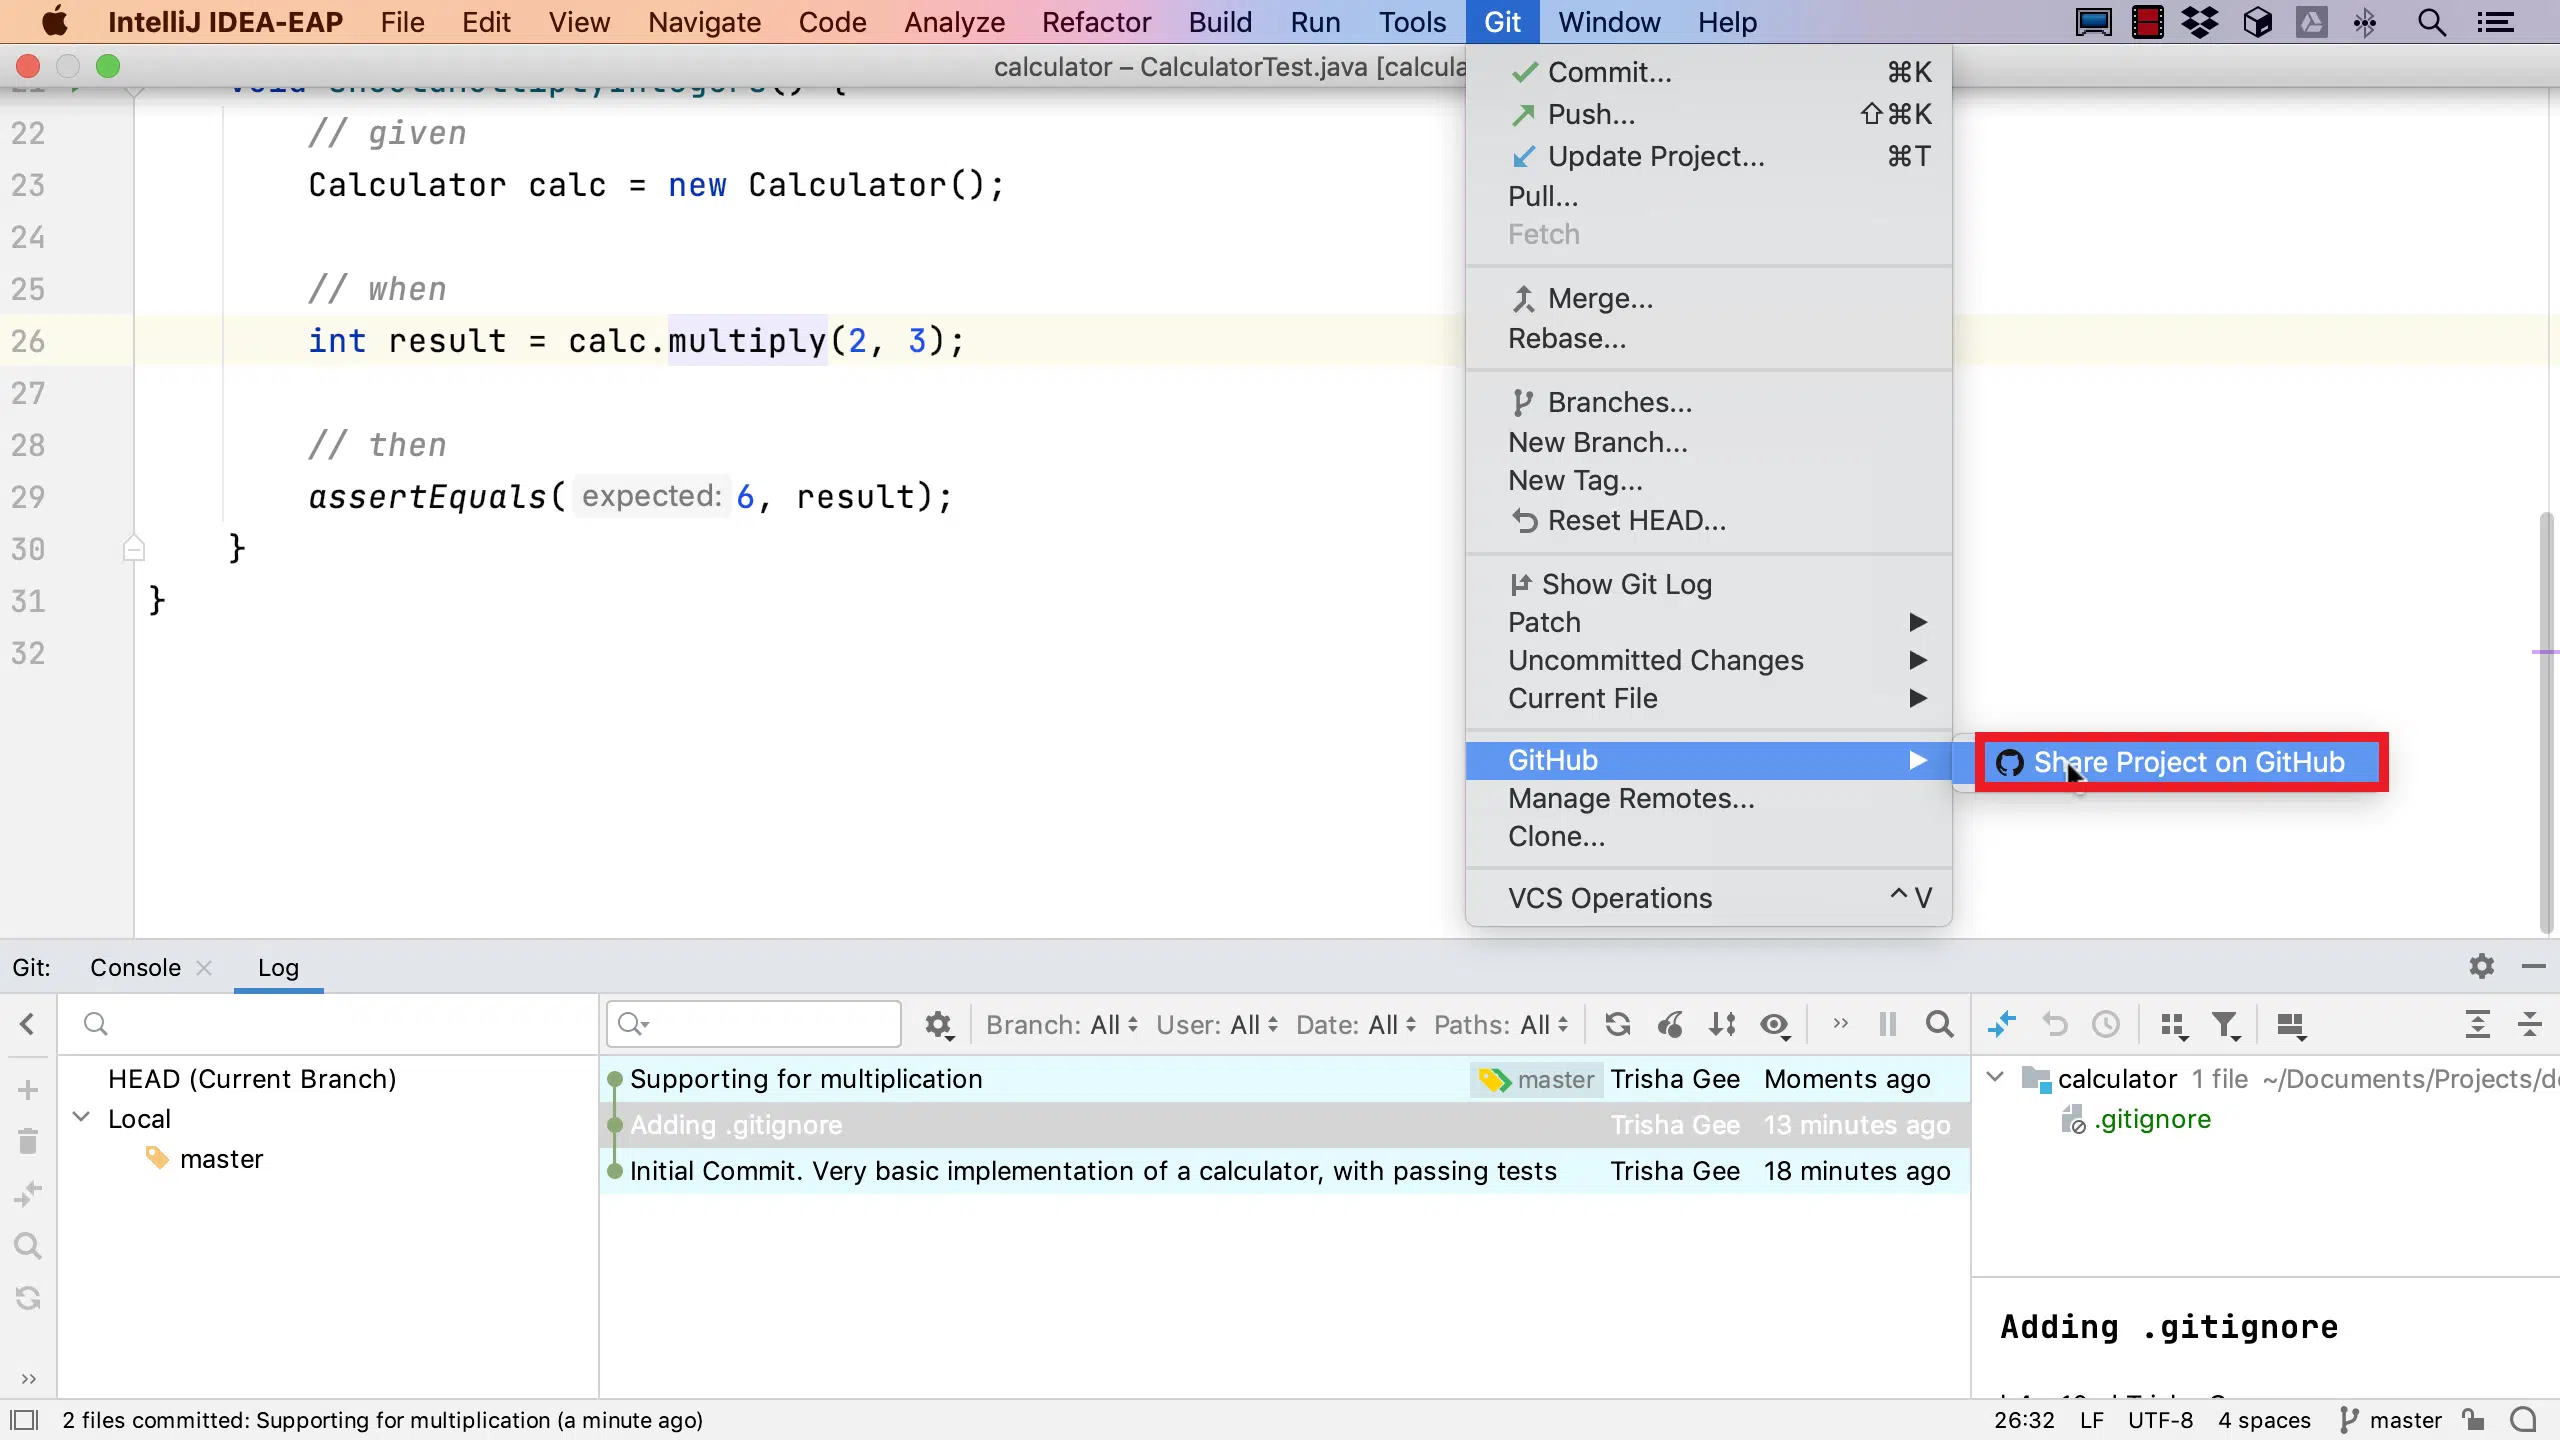 IntelliJ IDEA-EAP File Edit View Navigate Code Analyze Refactor Build Run Tools Git Window Help
calculator – CalculatorTest.java
22 // given
23 Calculator calc = new Calculator();
24
25 // when
26 int result = calc.multiply(2, 3);
27
28 // then
29 assertEquals( expected: 6, result);
30 }
31 }
32
Commit... ⌘K
Push... ⇧⌘K
Update Project... ⌘T
Pull...
Fetch
Merge...
Rebase...
Branches...
New Branch...
New Tag...
Reset HEAD...
Show Git Log
Patch
Uncommitted Changes
Current File
GitHub
Share Project on GitHub
Manage Remotes...
Clone...
VCS Operations ^V
Git: Console Log
Branch: All User: All Date: All Paths: All
HEAD (Current Branch)
Local
master
Supporting for multiplication master Trisha Gee Moments ago
Adding .gitignore Trisha Gee 13 minutes ago
Initial Commit. Very basic implementation of a calculator, with passing tests Trisha Gee 18 minutes ago
calculator 1 file ~/Documents/Projects/d
.gitignore
Adding .gitignore
2 files committed: Supporting for multiplication (a minute ago)
26:32 LF UTF-8 4 spaces master